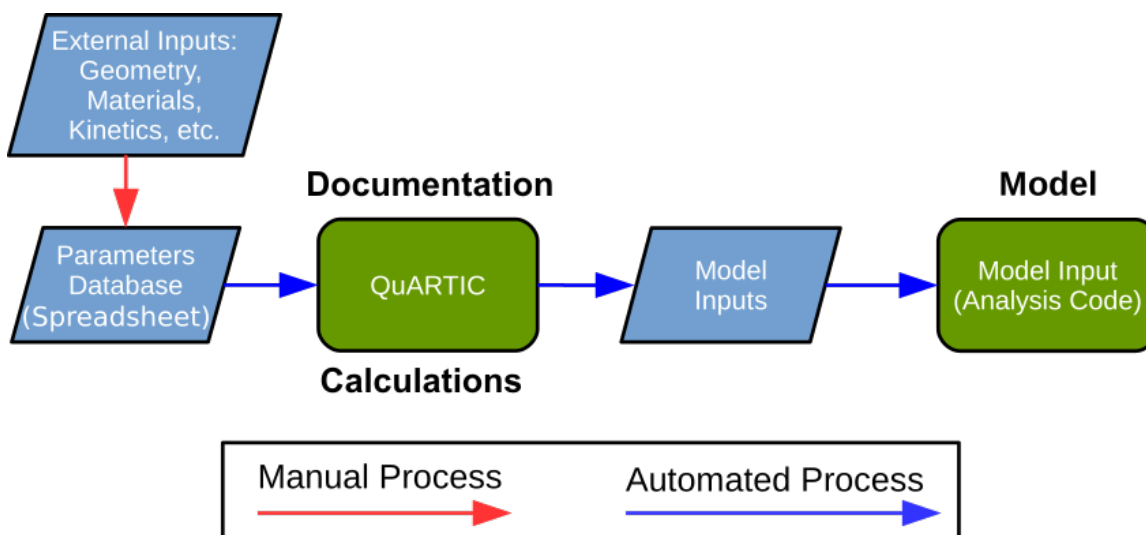 External Inputs:
Geometry,
Materials,
Kinetics, etc.
Parameters
Database
(Spreadsheet)
Documentation
QuARTIC
Calculations
Model
Inputs
Model
Model Input
(Analysis Code)
Manual Process
Automated Process